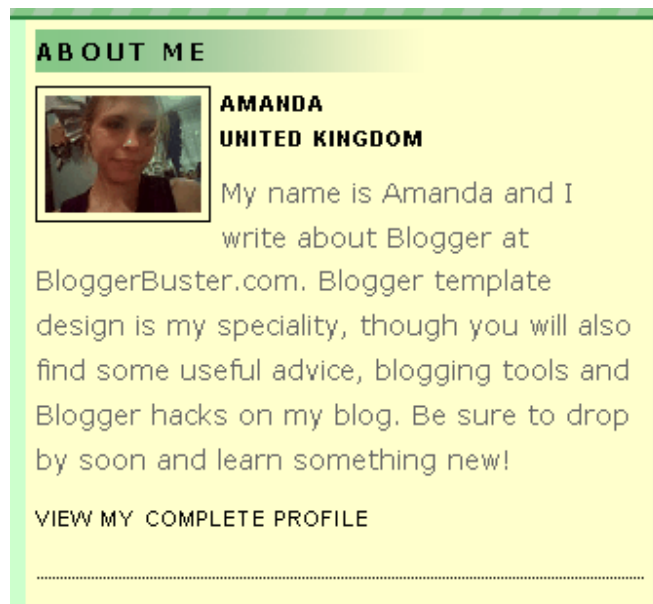 ABOUT ME
AMANDA
UNITED KINGDOM
My name is Amanda and I
write about Blogger at
BloggerBuster.com. Blogger template
design is my speciality, though you will also
find some useful advice, blogging tools and
Blogger hacks on my blog. Be sure to drop
by soon and learn something new!
VIEW MY COMPLETE PROFILE